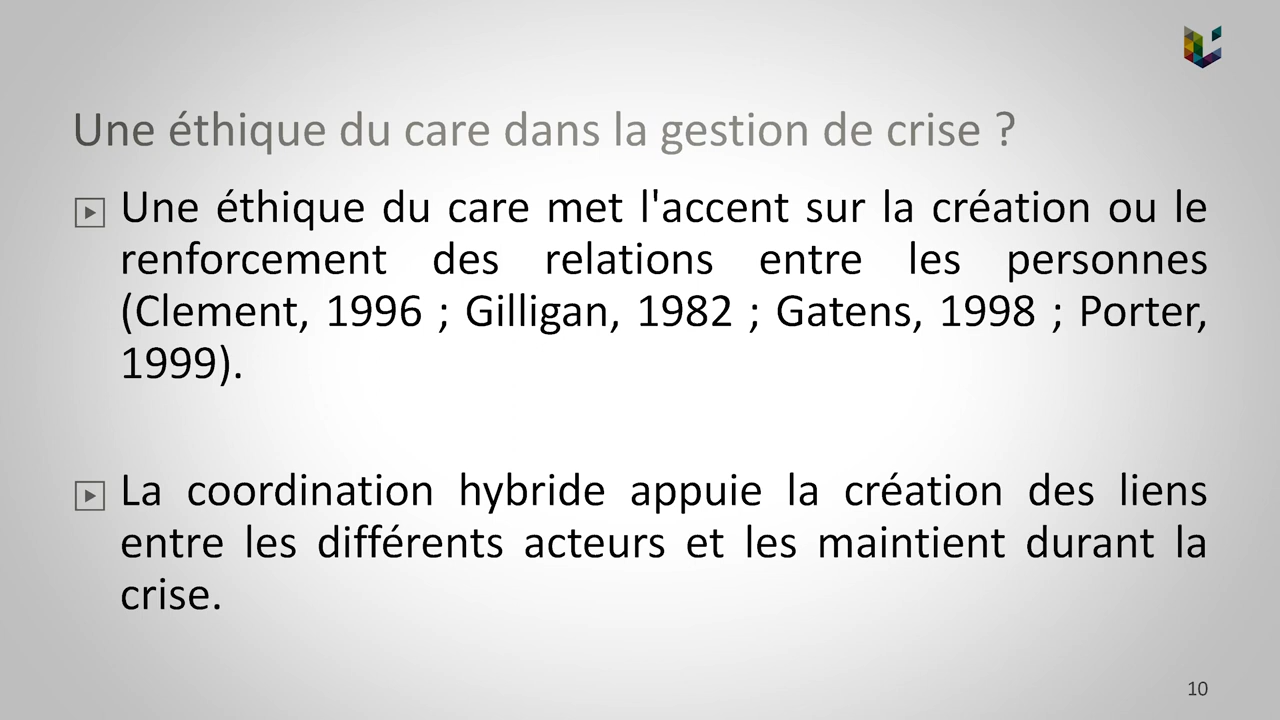 Une éthique du care dans la gestion de crise ?
Une éthique du care met l'accent sur la création ou le
renforcement des relations entre les personnes
(Clement, 1996 ; Gilligan, 1982 ; Gatens, 1998 ; Porter,
1999).
La coordination hybride appuie la création des liens
entre les différents acteurs et les maintient durant la
crise.
10